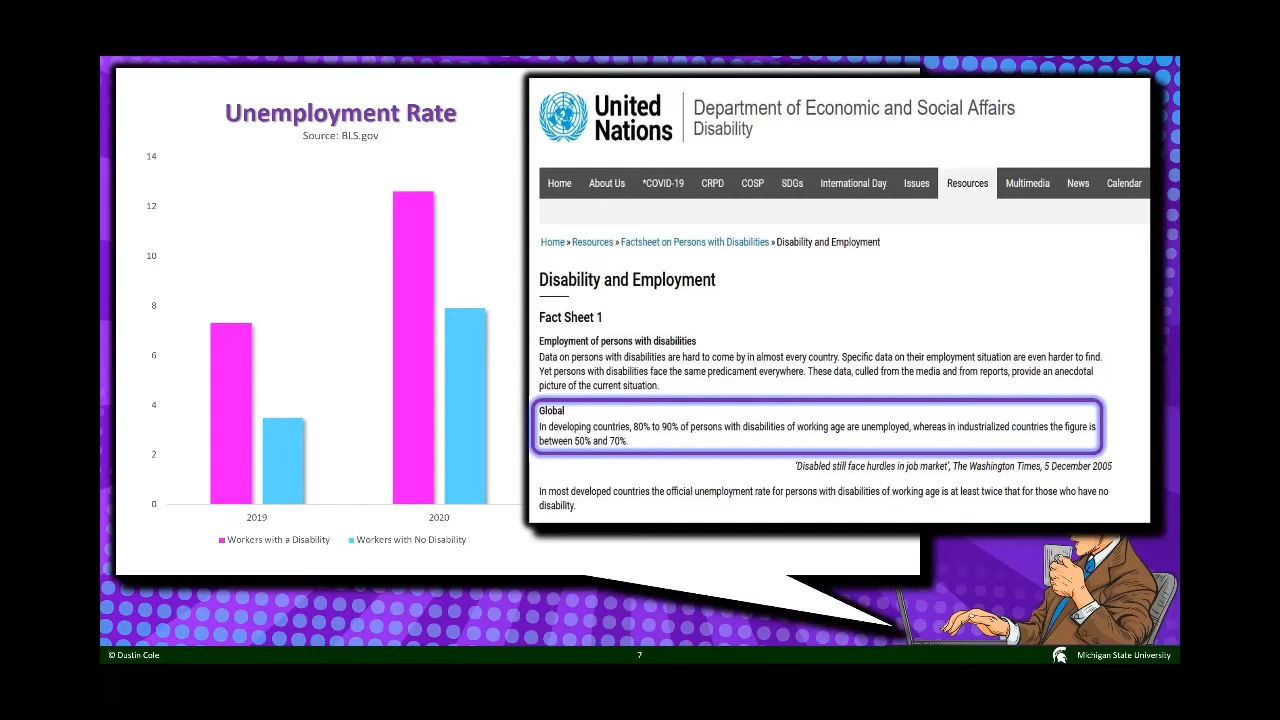 Unemployment Rate
Source: BLS.gov
14
12
10
8
6
4
2
0
2019
2020
Workers with a Disability
Workers with No Disability
United
Nations
Department of Economic and Social Affairs
Disability
Home About Us *COVID-19 CRPD COSP SDGs International Day Issues Resources Multimedia News Calendar
Home » Resources » Factsheet on Persons with Disabilities » Disability and Employment
Disability and Employment
Fact Sheet 1
Employment of persons with disabilities
Data on persons with disabilities are hard to come by in almost every country. Specific data on their employment situation are even harder to find.
Yet persons with disabilities face the same predicament everywhere. These data, culled from the media and from reports, provide an anecdotal
picture of the current situation.
Global
In developing countries, 80% to 90% of persons with disabilities of working age are unemployed, whereas in industrialized countries the figure is
between 50% and 70%.
'Disabled still face hurdles in job market', The Washington Times, 5 December 2005
In most developed countries the official unemployment rate for persons with disabilities of working age is at least twice that for those who have no
disability.
© Dustin Cole
7
Michigan State University